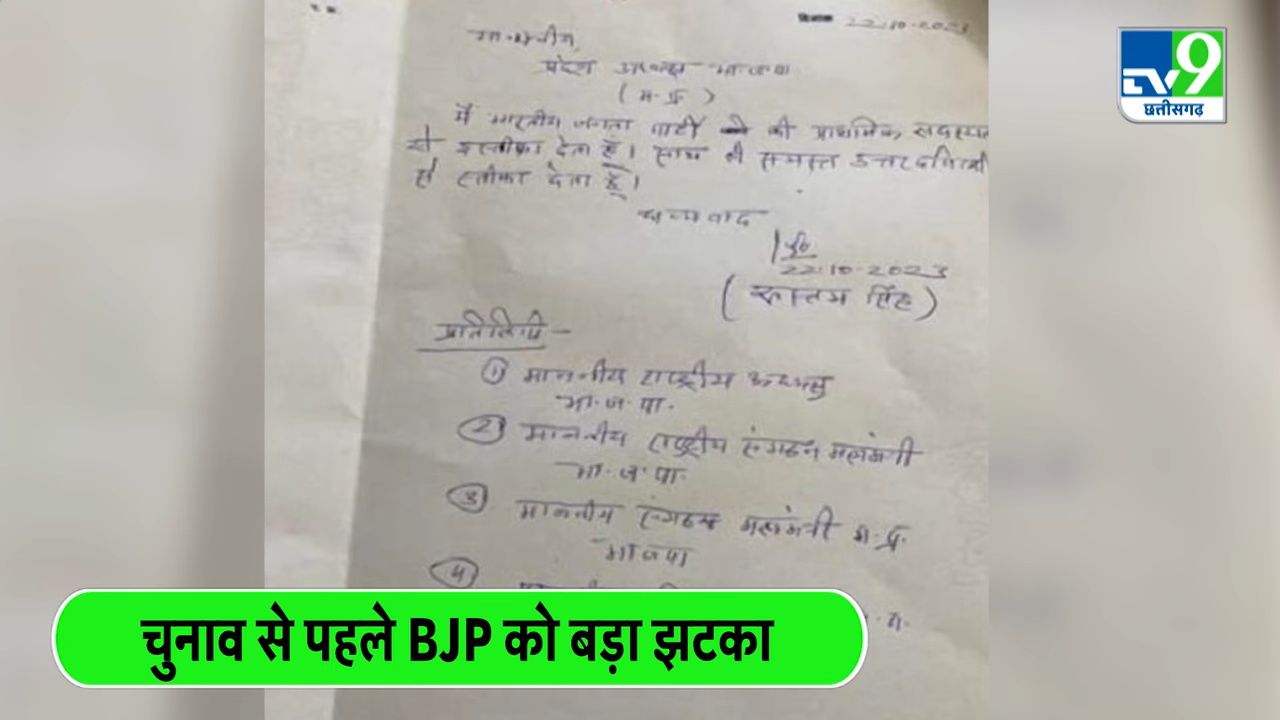 दिनांक 22.10.2023
माननीय,
प्रदेश अध्यक्ष भा.ज.पा
(म.प्र)
मैं भारतीय जनता पार्टी की प्राथमिक सदस्यता
से इस्तीफा देता हूँ। साथ ही समस्त उत्तरदायित्वों
से स्तीफा देता हूँ।
धन्यवाद
22.10.2023
(रुस्तम सिंह)
प्रतिलिपी -
① माननीय राष्ट्रीय अध्यक्ष
भा.ज.पा.
② माननीय राष्ट्रीय संगठन महामंत्री
भा.ज.पा.
③ माननीय संगठन महामंत्री म.प्र.
भाजपा
④
चुनाव से पहले BJP को बड़ा झटका
TV9
छत्तीसगढ़